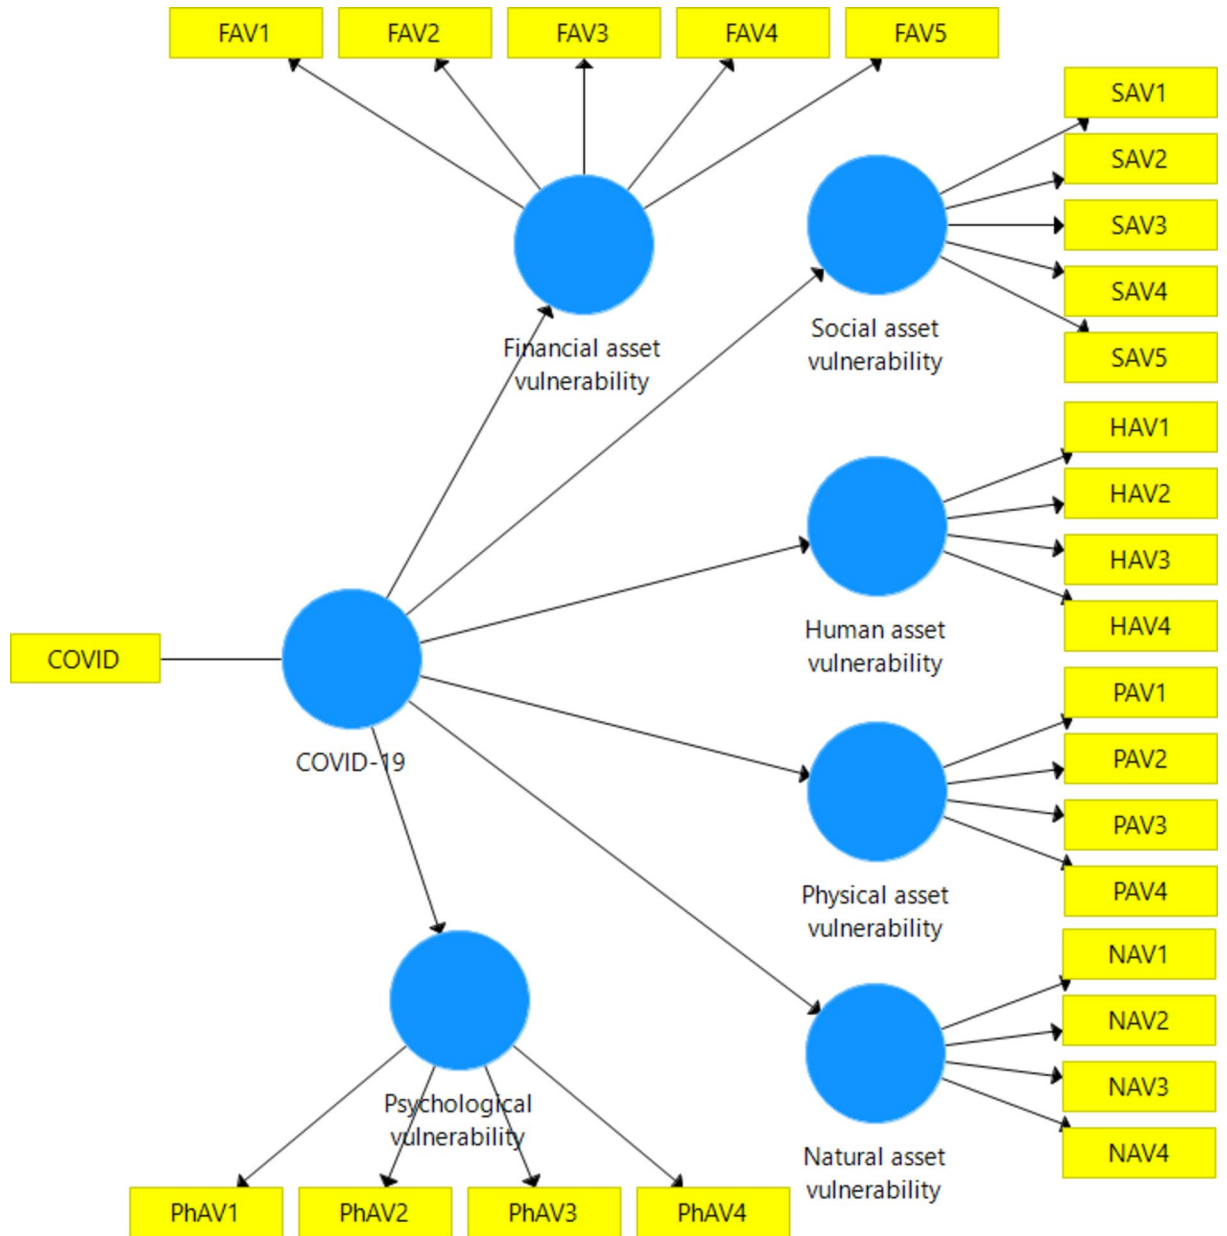 FAV1
FAV2
FAV3
FAV4
FAV5
SAV1
SAV2
SAV3
SAV4
SAV5
Social asset
vulnerability
Financial asset
vulnerability
HAV1
HAV2
HAV3
HAV4
Human asset
vulnerability
COVID
COVID-19
PAV1
PAV2
PAV3
PAV4
Physical asset
vulnerability
NAV1
NAV2
NAV3
NAV4
Natural asset
vulnerability
Psychological
vulnerability
PhAV1
PhAV2
PhAV3
PhAV4